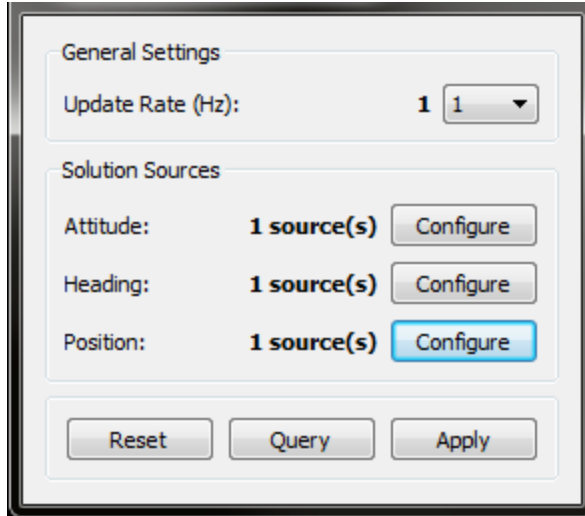 General Settings
Update Rate (Hz): 1 1
Solution Sources
Attitude: 1 source(s) Configure
Heading: 1 source(s) Configure
Position: 1 source(s) Configure
Reset Query Apply